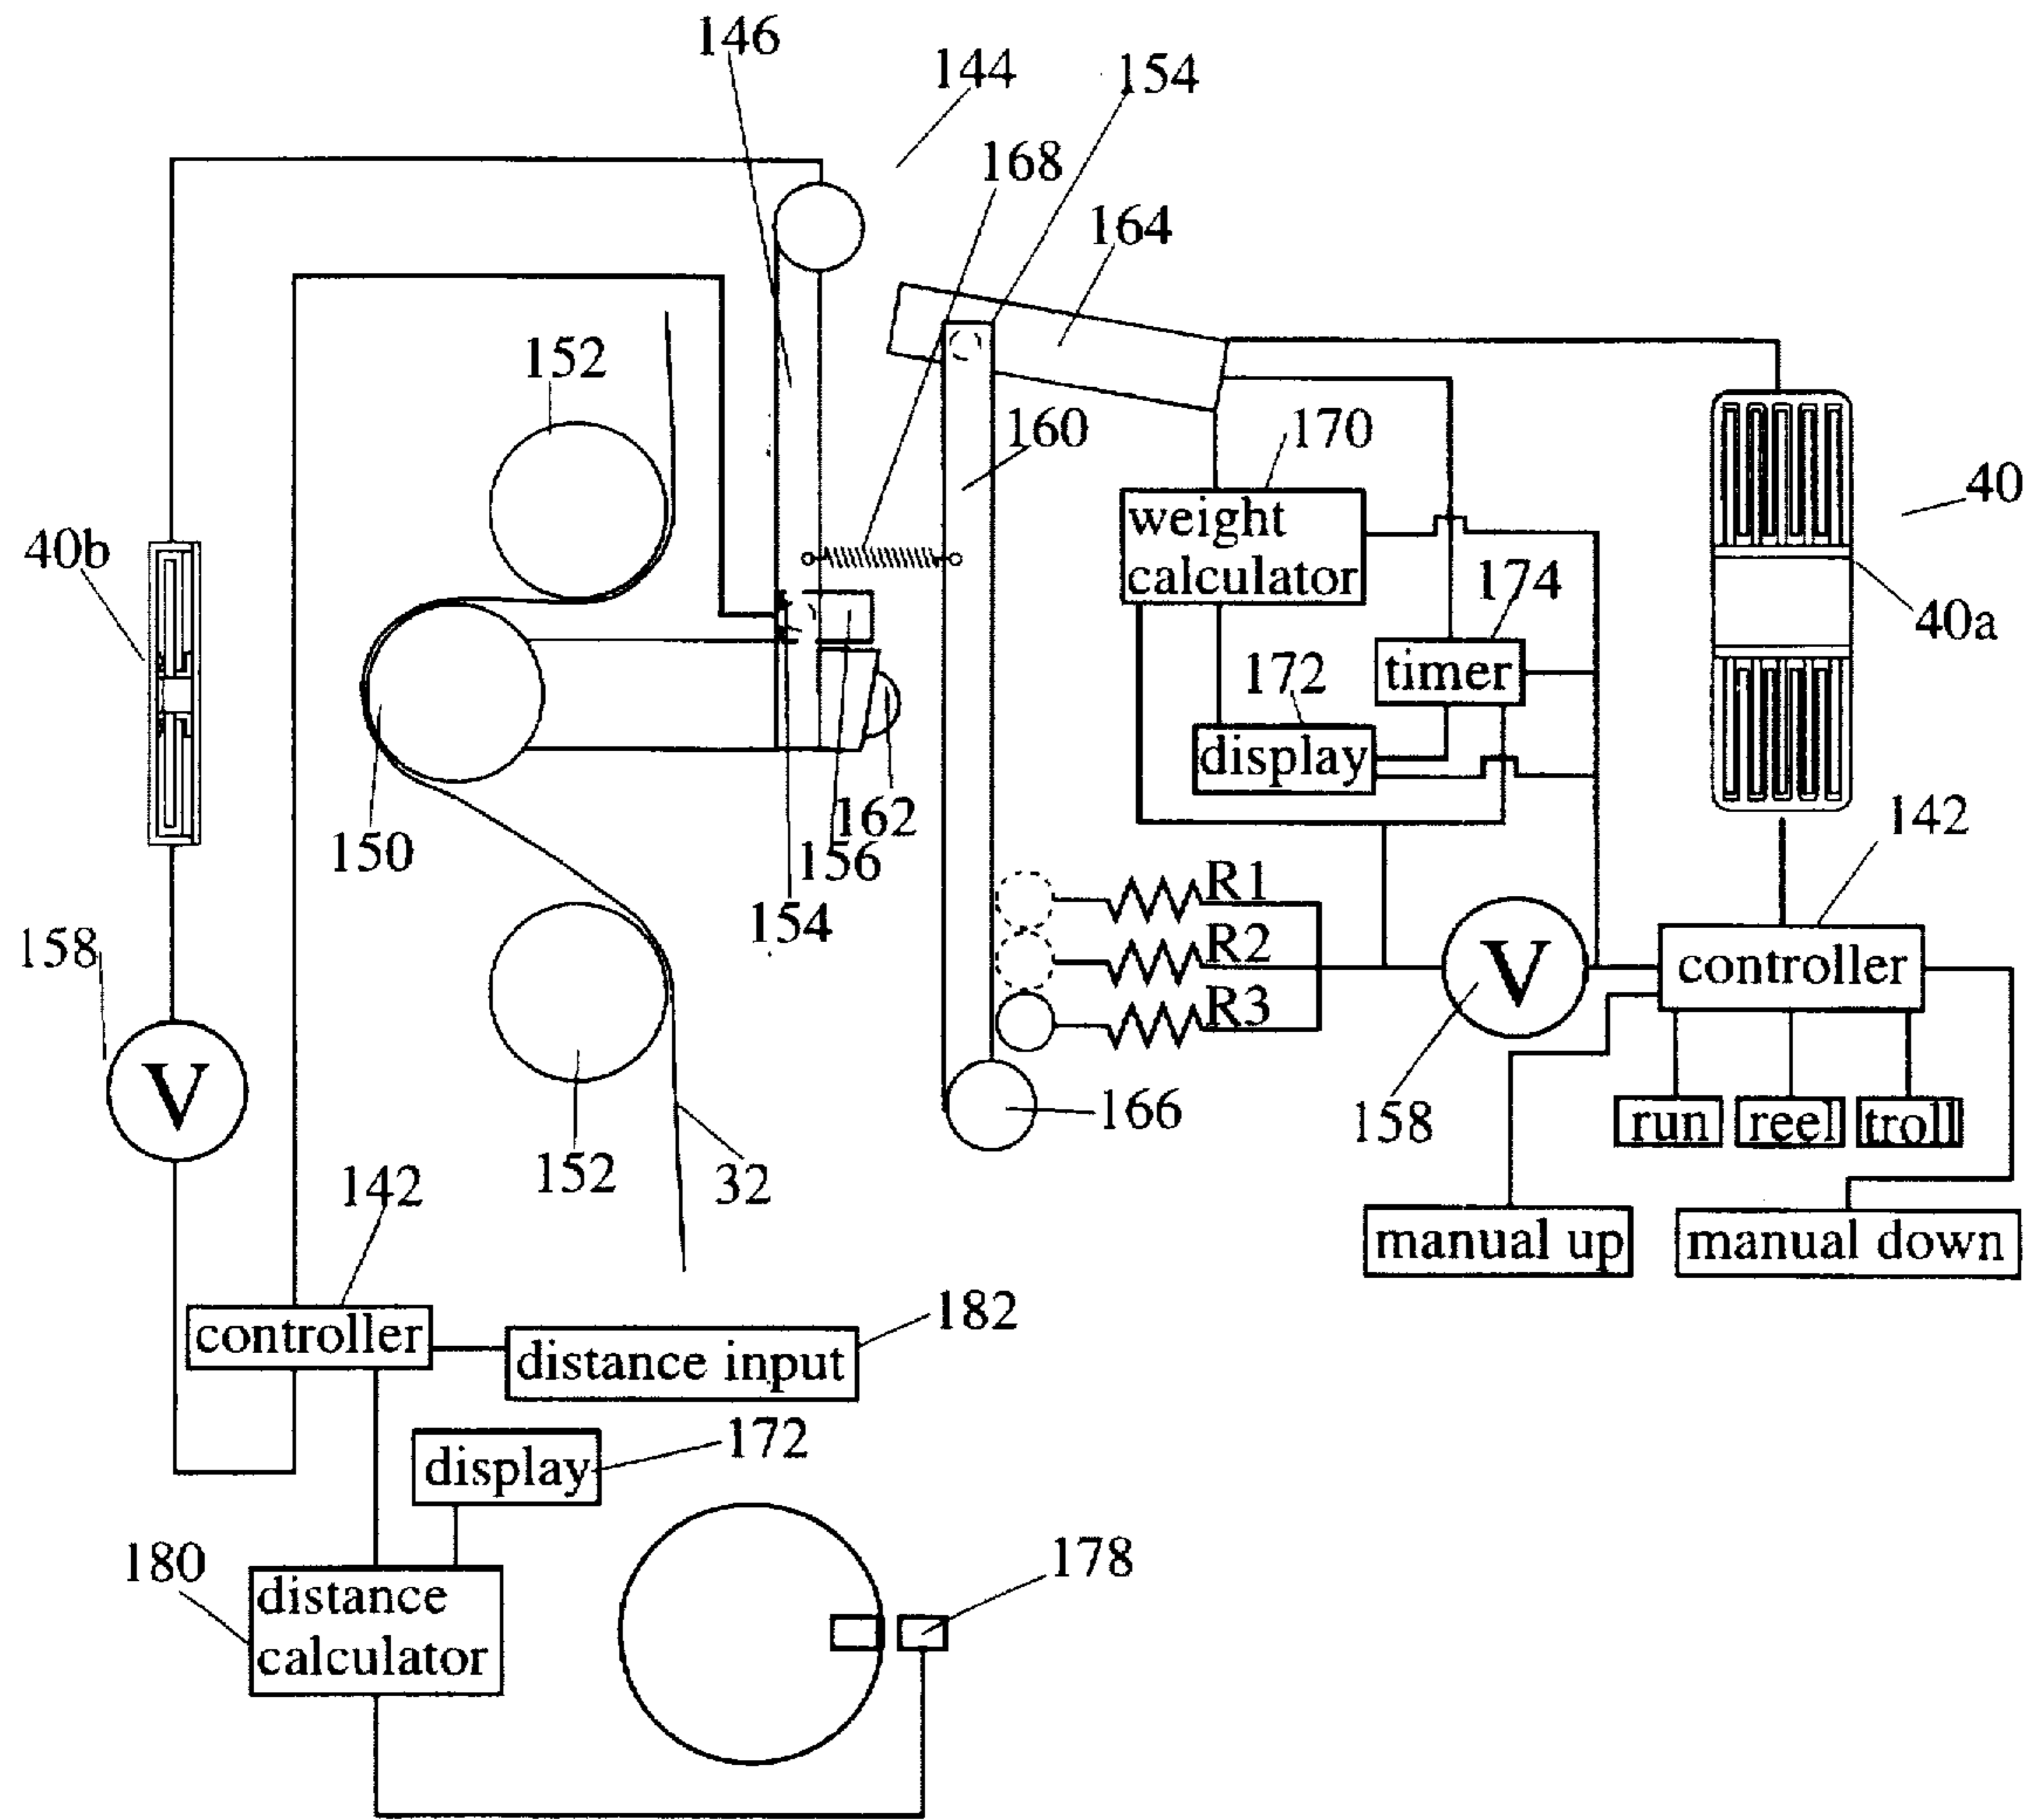 146
144
154
168
164
152
160
170
40
weight
calculator
40b
174
40a
timer
172
display
162
142
150
156
R1
154
R2
158
V
controller
V
R3
166
158
run
reel
troll
152
32
142
manual up
manual down
182
controller
distance input
172
display
180
178
distance
calculator